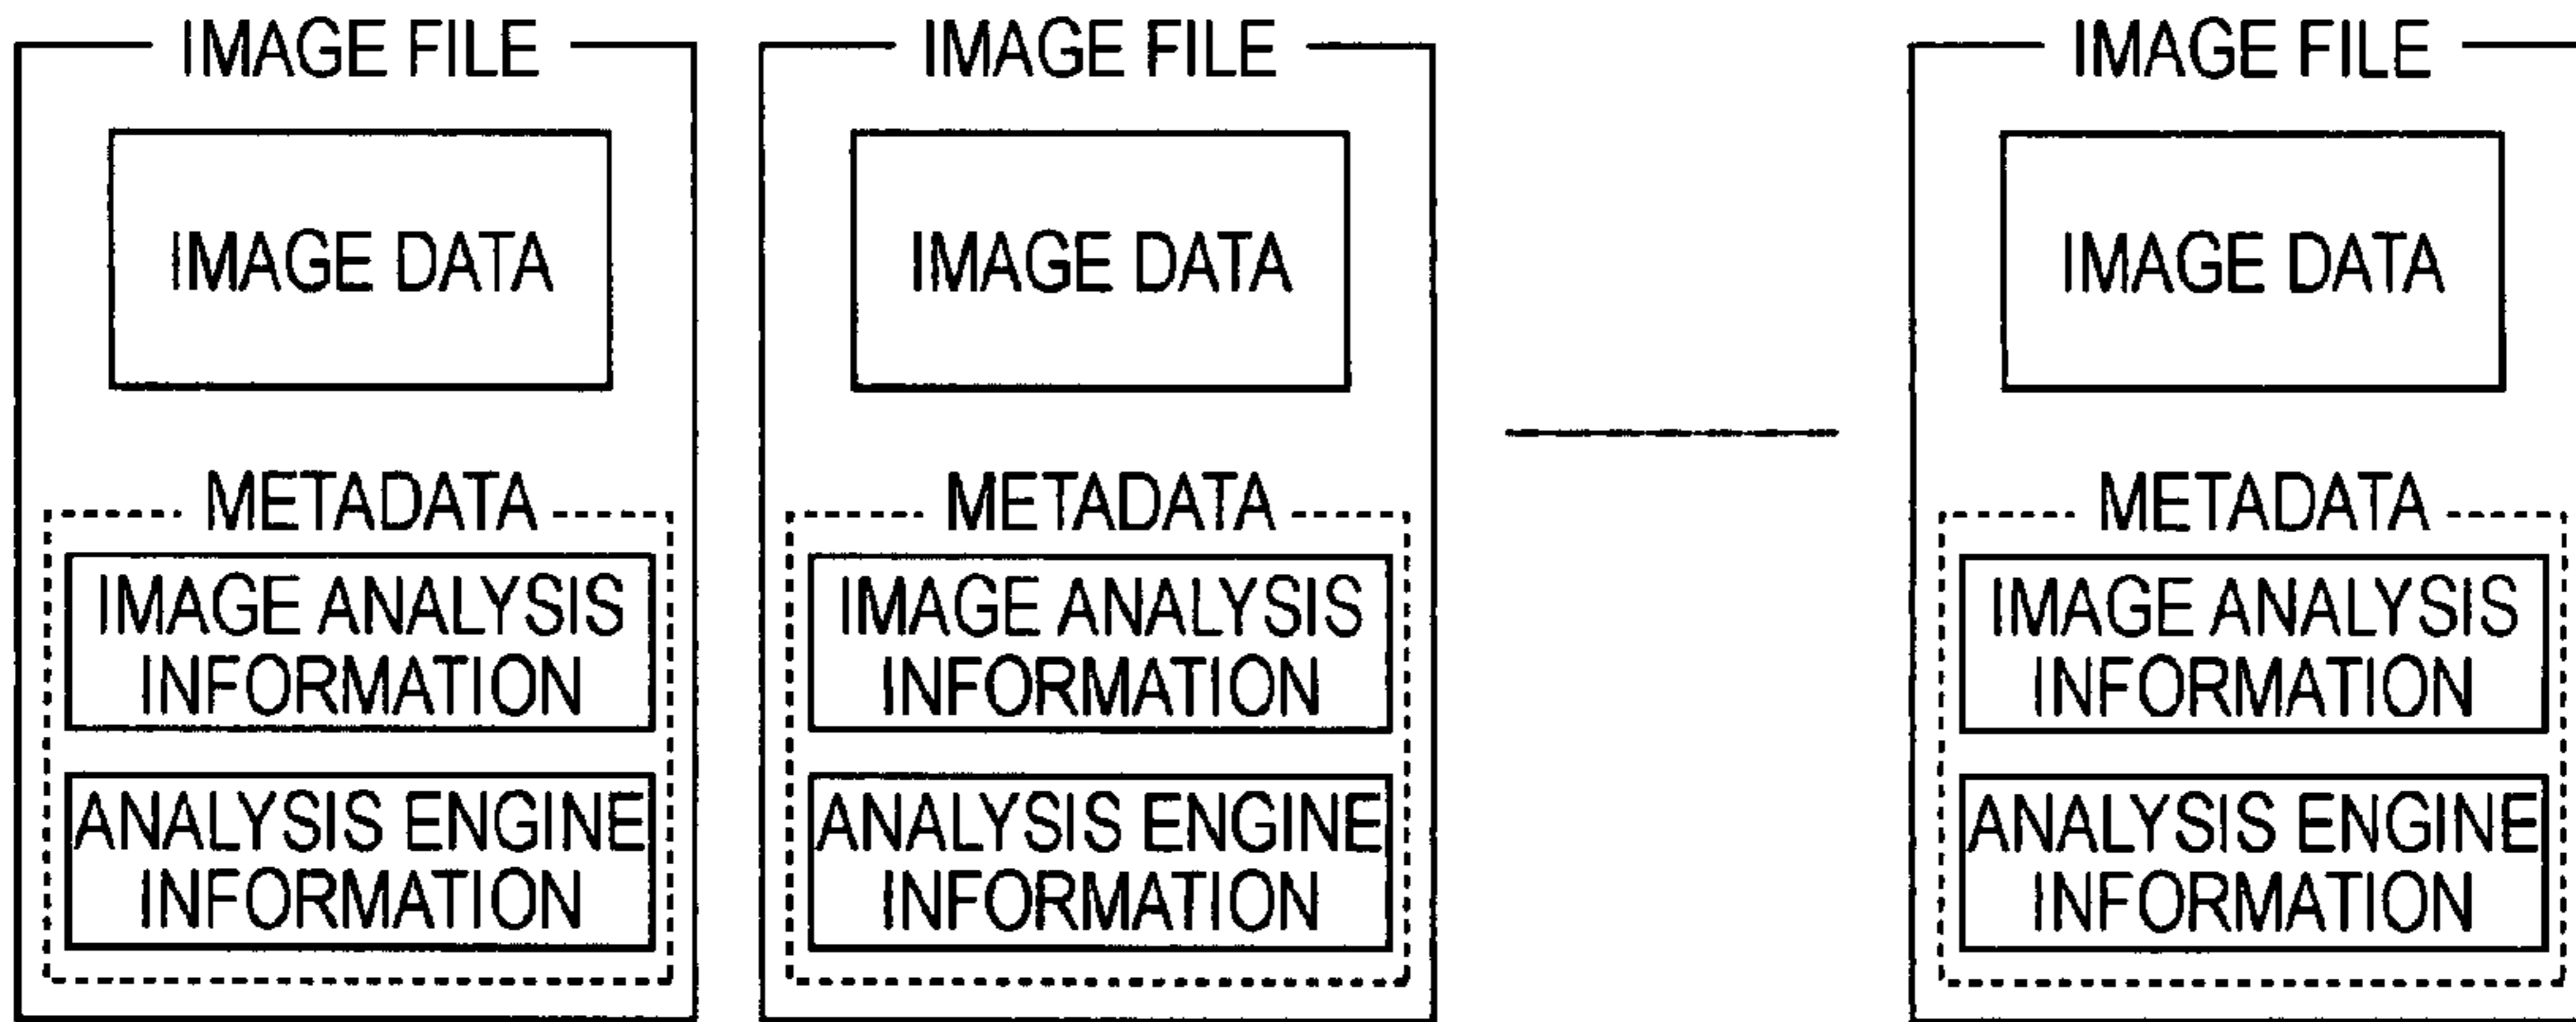 IMAGE FILE
IMAGE DATA
METADATA
IMAGE ANALYSIS
INFORMATION
ANALYSIS ENGINE
INFORMATION
IMAGE FILE
IMAGE DATA
METADATA
IMAGE ANALYSIS
INFORMATION
ANALYSIS ENGINE
INFORMATION
IMAGE FILE
IMAGE DATA
METADATA
IMAGE ANALYSIS
INFORMATION
ANALYSIS ENGINE
INFORMATION